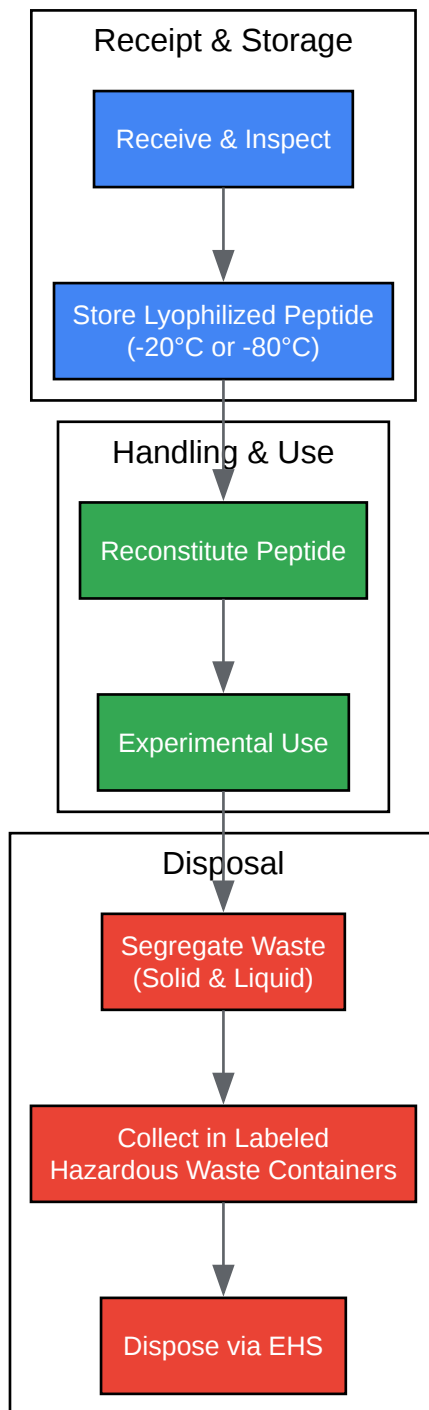 Receipt & Storage
Receive & Inspect
Store Lyophilized Peptide
(-20°C or -80°C)
Handling & Use
Reconstitute Peptide
Experimental Use
Disposal
Segregate Waste
(Solid & Liquid)
Collect in Labeled
Hazardous Waste Containers
Dispose via EHS